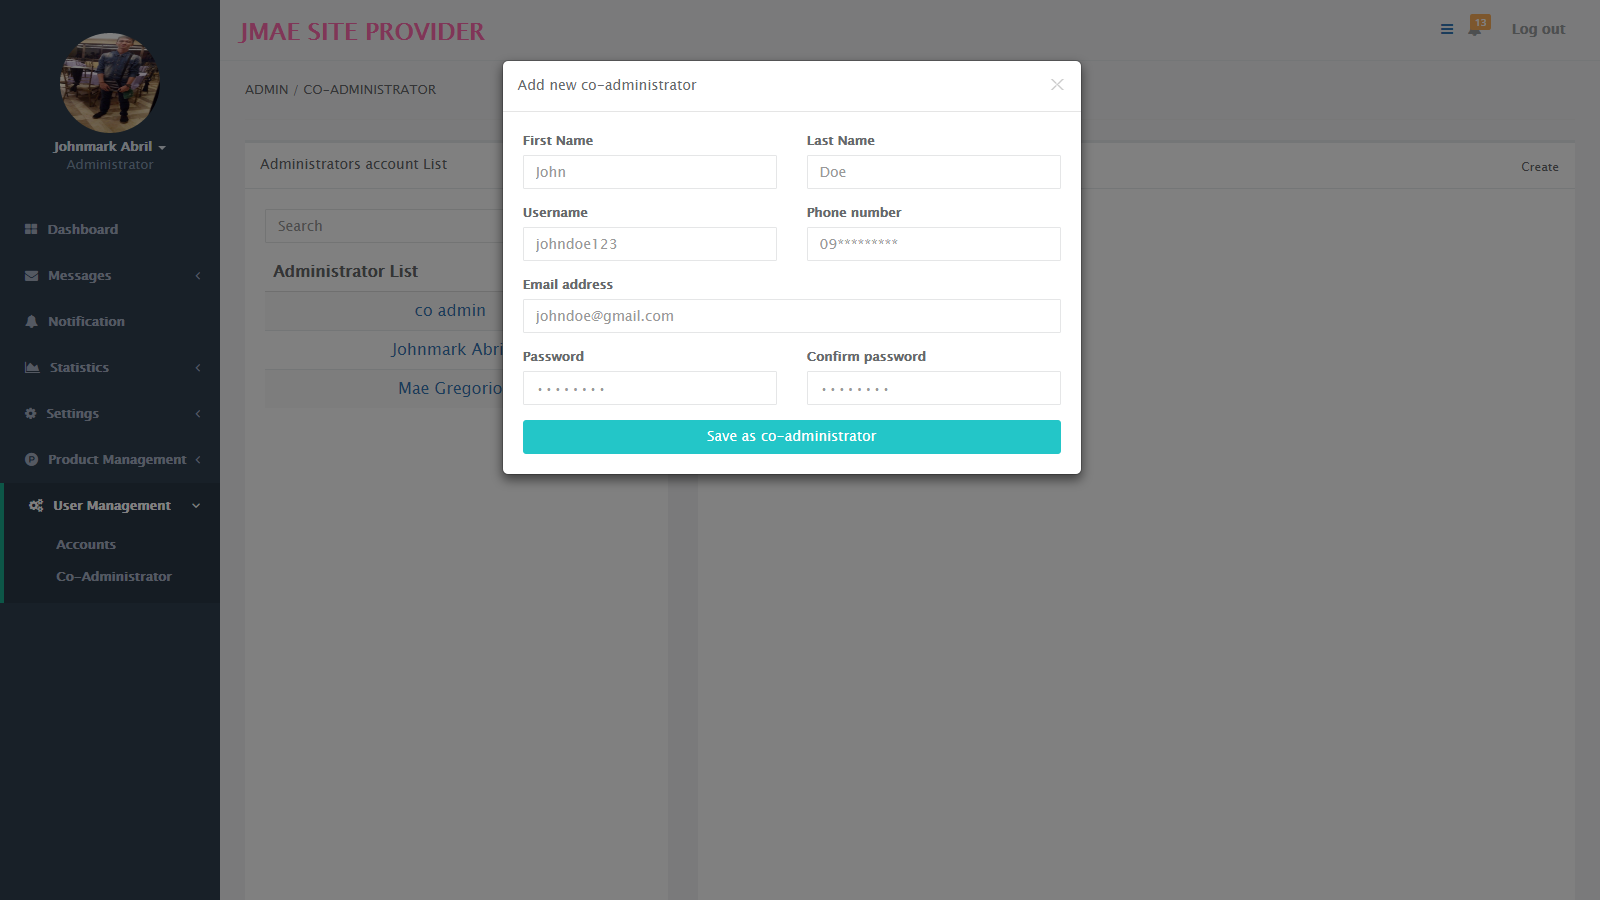 Johnmark Abril
Administrator
Dashboard
Messages
Notification
Statistics
Settings
Product Management
User Management
Accounts
Co-Administrator
JMAE SITE PROVIDER
13
Log out
ADMIN / CO-ADMINISTRATOR
Administrators account List
Create
Search
Administrator List
co admin
Johnmark Abri
Mae Gregorio
Add new co-administrator
First Name
Last Name
John
Doe
Username
Phone number
johndoe123
09*********
Email address
johndoe@gmail.com
Password
Confirm password
••••••••
••••••••
Save as co-administrator